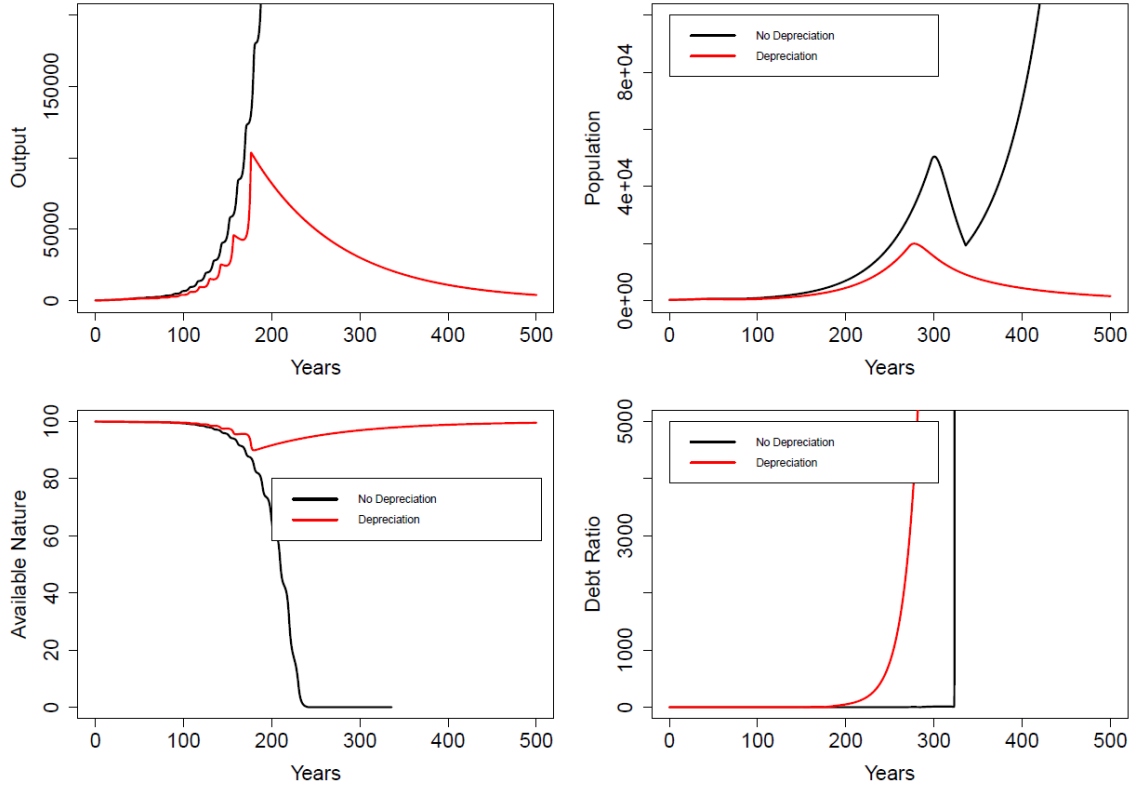 Output
0
50000
150000
0 100 200 300 400 500
Years
Population
0e+00
4e+04
8e+04
No Depreciation
Depreciation
0 100 200 300 400 500
Years
Available Nature
0
20
40
60
80
100
No Depreciation
Depreciation
0 100 200 300 400 500
Years
Debt Ratio
0
1000
3000
5000
No Depreciation
Depreciation
0 100 200 300 400 500
Years